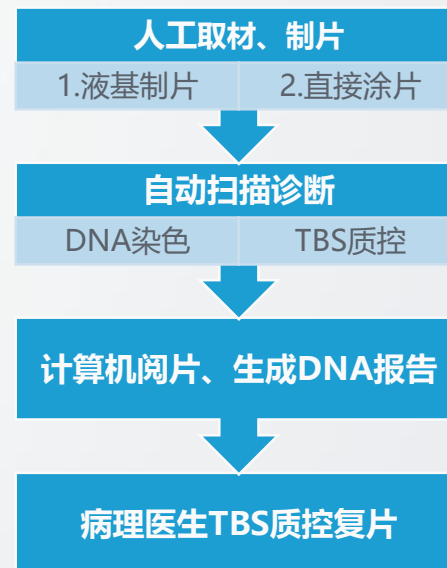 人工取材、制片
1.液基制片 2.直接涂片
自动扫描诊断
DNA染色 TBS质控
计算机阅片、生成DNA报告
病理医生TBS质控复片